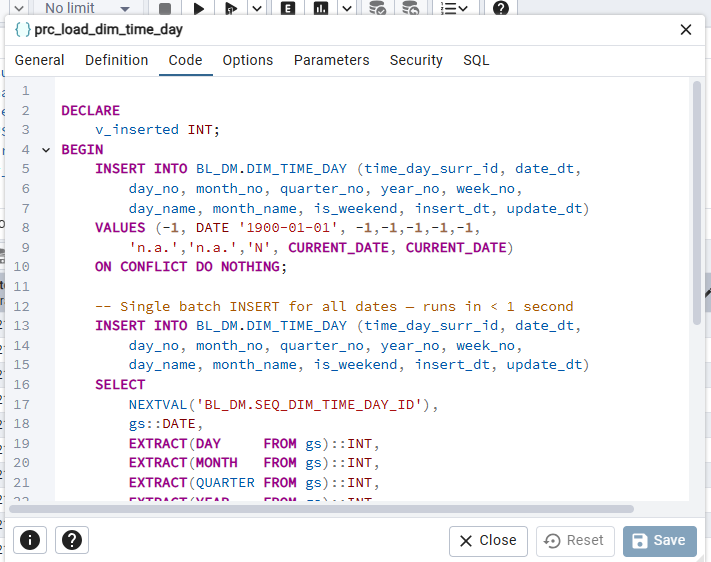 No limit
prc_load_dim_time_day
General Definition Code Options Parameters Security SQL
1
2 DECLARE
3 v_inserted INT;
4 BEGIN
5 INSERT INTO BL_DM.DIM_TIME_DAY (time_day_surr_id, date_dt,
6 day_no, month_no, quarter_no, year_no, week_no,
7 day_name, month_name, is_weekend, insert_dt, update_dt)
8 VALUES (-1, DATE '1900-01-01', -1,-1,-1,-1,-1,
9 'n.a.','n.a.','N', CURRENT_DATE, CURRENT_DATE)
10 ON CONFLICT DO NOTHING;
11
12 -- Single batch INSERT for all dates — runs in < 1 second
13 INSERT INTO BL_DM.DIM_TIME_DAY (time_day_surr_id, date_dt,
14 day_no, month_no, quarter_no, year_no, week_no,
15 day_name, month_name, is_weekend, insert_dt, update_dt)
16 SELECT
17 NEXTVAL('BL_DM.SEQ_DIM_TIME_DAY_ID'),
18 gs::DATE,
19 EXTRACT(DAY FROM gs)::INT,
20 EXTRACT(MONTH FROM gs)::INT,
21 EXTRACT(QUARTER FROM gs)::INT,
22 EXTRACT(YEAR FROM gs)::INT,
Close Reset Save